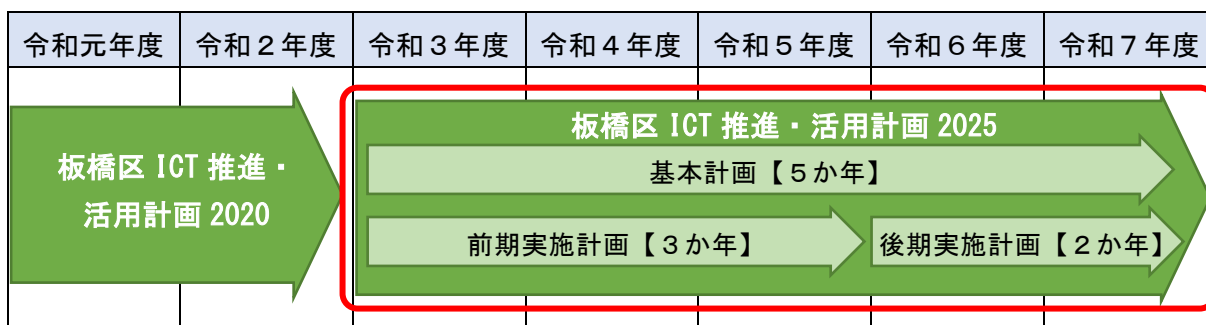 令和元年度 令和２年度 令和３年度 令和４年度 令和５年度 令和６年度 令和７年度
板橋区 ICT 推進・
活用計画 2020
板橋区 ICT 推進・活用計画 2025
基本計画【５か年】
前期実施計画【３か年】
後期実施計画【２か年】